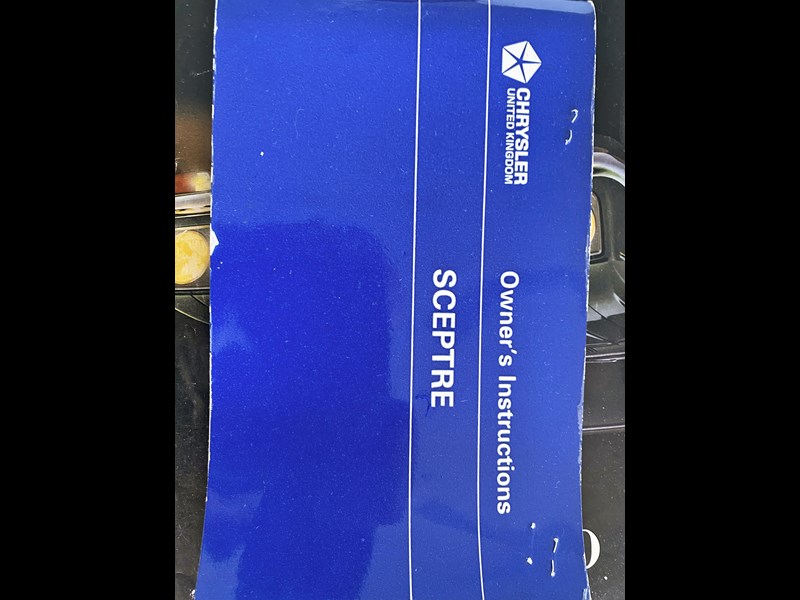 CHRYSLER
UNITED KINGDOM
Owner's Instructions
SCEPTRE